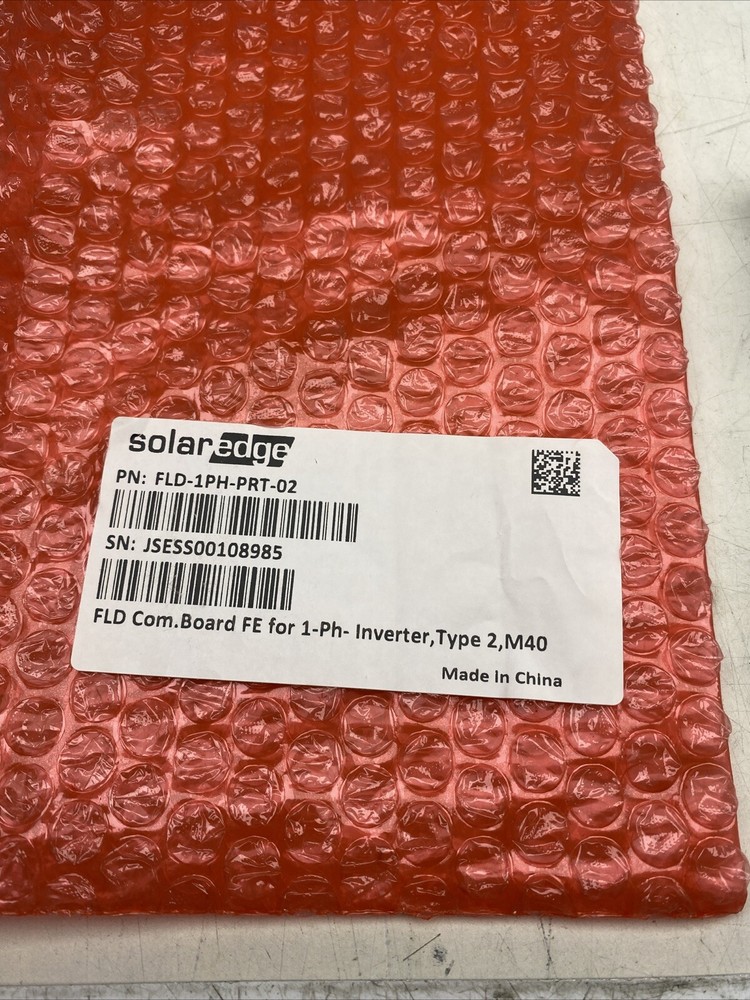 solaredge
PN: FLD-1PH-PRT-02
SN: JSESS00108985
FLD Com.Board FE for 1-Ph- Inverter,Type 2,M40
Made In China